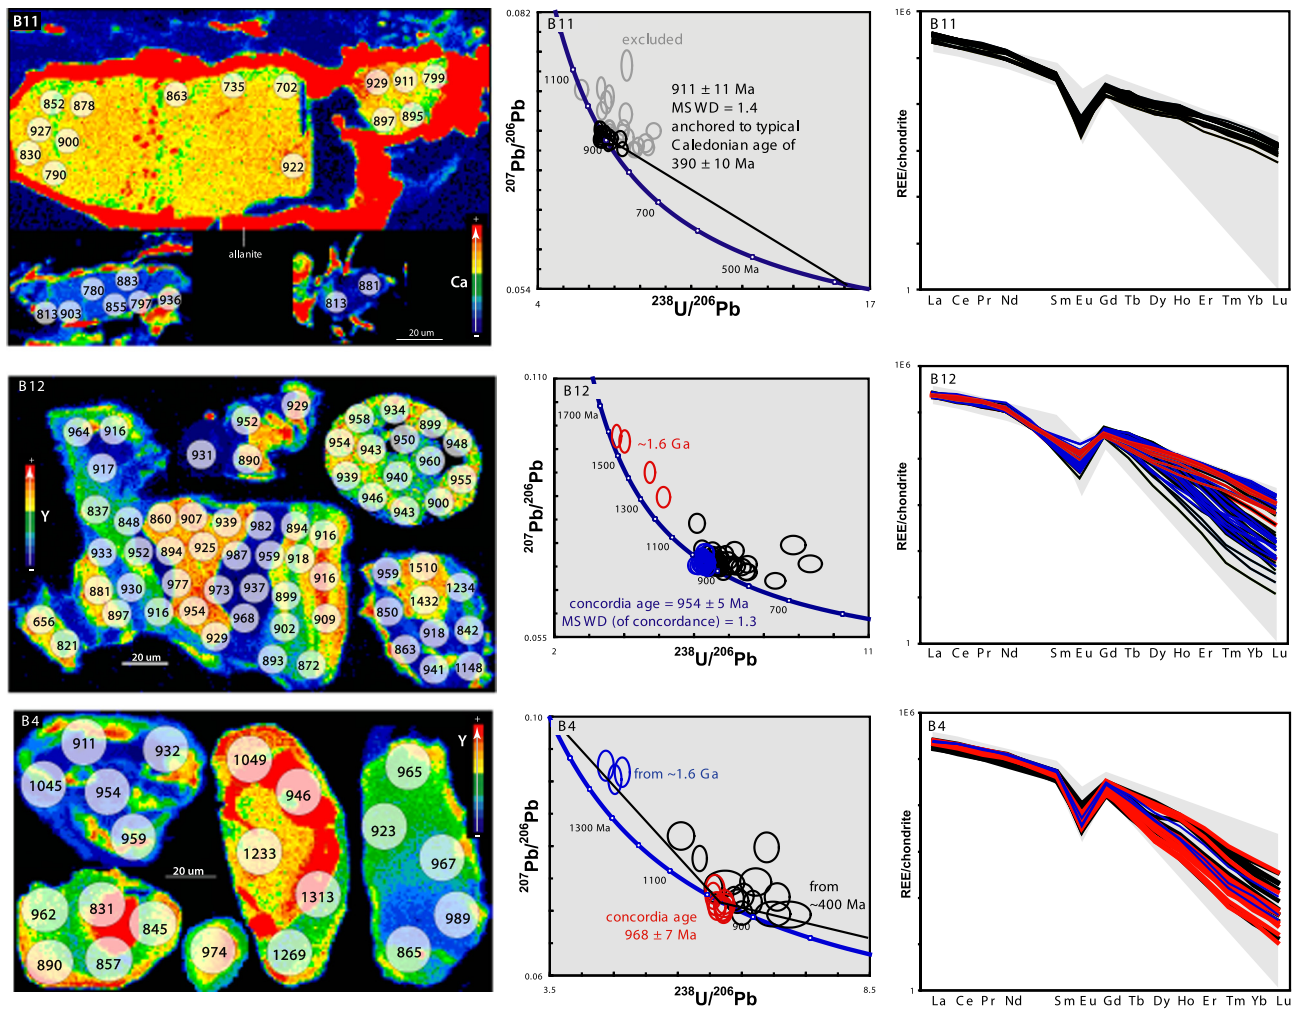 B11
852
878
863
735
702
929
911
799
897
895
927
900
830
790
922
allanite
780
883
813
903
855
797
936
881
813
+
Ca
-
20 um
0.082
B11
excluded
1100
911 ± 11 Ma
MSWD = 1.4
anchored to typical
Caledonian age of
390 ± 10 Ma
900
700
500 Ma
207Pb/206Pb
0.054
4
17
238U/206Pb
1E6
B11
REE/chondrite
1
La Ce Pr Nd Sm Eu Gd Tb Dy Ho Er Tm Yb Lu
B12
964
916
917
837
848
933
952
881
930
897
916
656
821
860
907
939
982
894
916
894
925
987
959
918
977
973
937
899
916
954
968
902
909
929
893
872
952
929
931
890
958
934
899
954
943
950
948
960
939
940
955
946
943
900
959
1510
1234
1432
850
918
842
863
941
1148
+
Y
-
20 um
0.110
B12
1700 Ma
~1.6 Ga
1500
1300
1100
900
700
concordia age = 954 ± 5 Ma
MSWD (of concordance) = 1.3
207Pb/206Pb
0.055
2
11
238U/206Pb
1E6
B12
REE/chondrite
1
La Ce Pr Nd Sm Eu Gd Tb Dy Ho Er Tm Yb Lu
B4
911
932
1045
954
959
962
831
845
890
857
974
1049
946
1233
1313
1269
965
923
967
989
865
+
Y
-
20 um
0.10
B4
from ~1.6 Ga
1300 Ma
1100
900
from
~400 Ma
concordia age
968 ± 7 Ma
207Pb/206Pb
0.06
3.5
8.5
238U/206Pb
1E6
B4
REE/chondrite
1
La Ce Pr Nd Sm Eu Gd Tb Dy Ho Er Tm Yb Lu